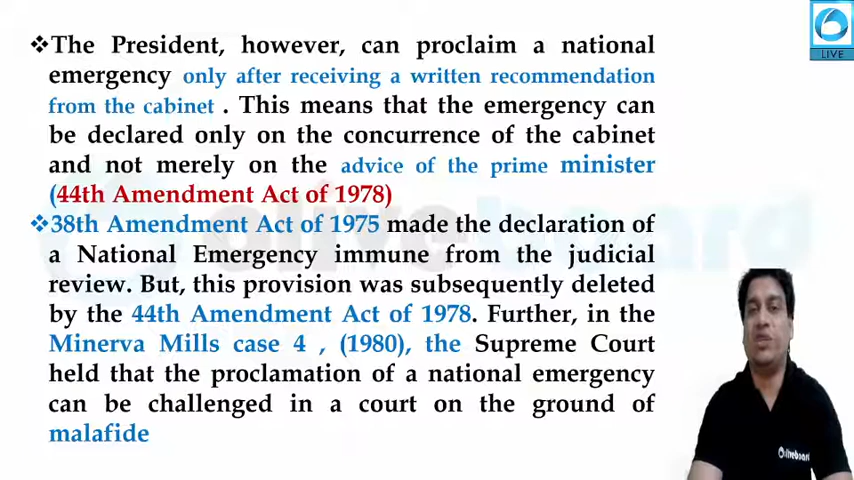 ❖The President, however, can proclaim a national
emergency only after receiving a written recommendation
from the cabinet . This means that the emergency can
be declared only on the concurrence of the cabinet
and not merely on the advice of the prime minister
(44th Amendment Act of 1978)
❖38th Amendment Act of 1975 made the declaration of
a National Emergency immune from the judicial
review. But, this provision was subsequently deleted
by the 44th Amendment Act of 1978. Further, in the
Minerva Mills case 4 , (1980), the Supreme Court
held that the proclamation of a national emergency
can be challenged in a court on the ground of
malafide
LIVE
oliveboard
oliveboard